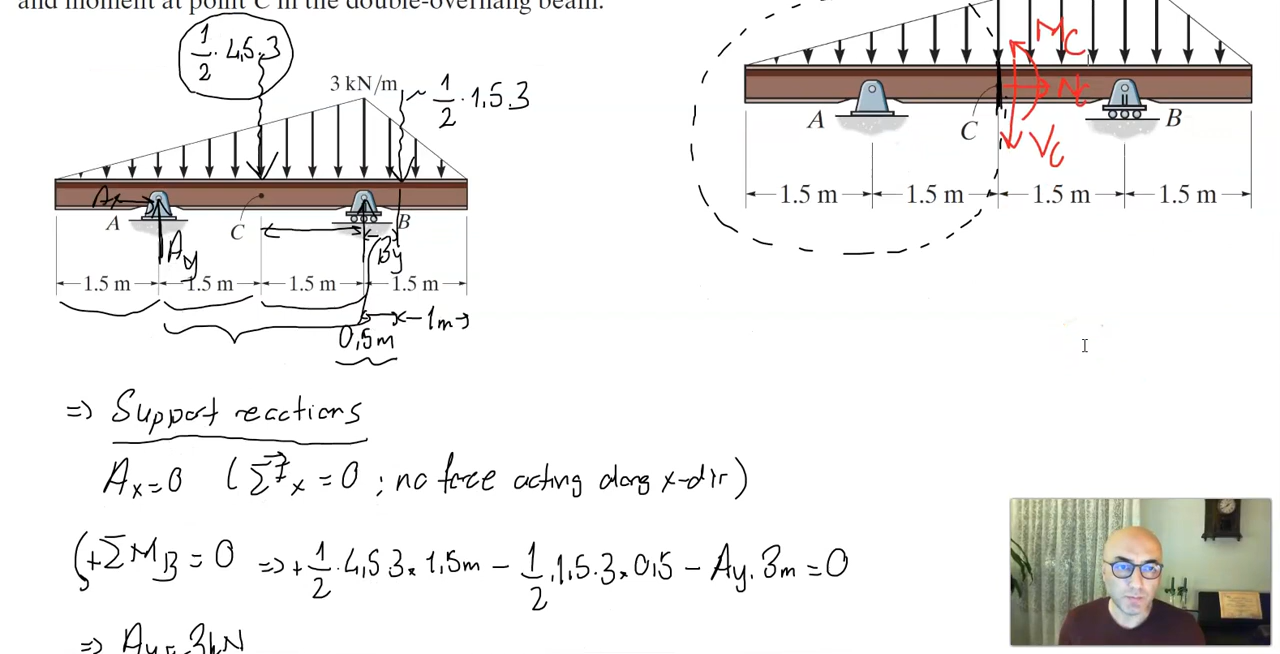 and moment at point C in the double-overhang beam.
1/2 · 4,5 · 3
3 kN/m
1/2 · 1,5 · 3
A
C
B
Ax
Ay
By
1.5 m
1.5 m
1.5 m
1.5 m
1m
0,5m
Mc
Nc
Vc
A
C
B
1.5 m
1.5 m
1.5 m
1.5 m
=> Support reactions
Ax=0 (ΣFx = 0 ; no force acting along x-dir)
(+ΣMB = 0 => +1/2 · 4,5 3 × 1,5m − 1/2 · 1,5 · 3 × 0,5 − Ay · 3m = 0
=> Ay = 3kN